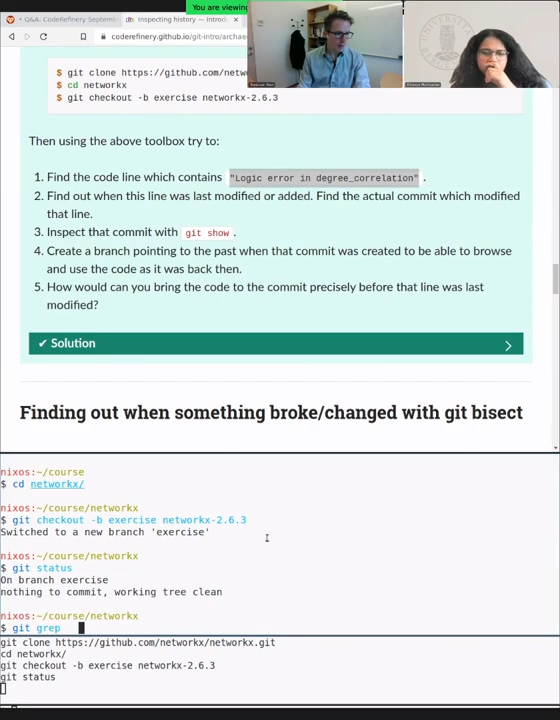 You are viewing
Q&A: CodeRefinery Septemb
Inspecting history — Introd
coderefinery.github.io/git-intro/archae
$ git clone https://github.com/netwo
$ cd networkx
$ git checkout -b exercise networkx-2.6.3
Then using the above toolbox try to:
1. Find the code line which contains "Logic error in degree_correlation" .
2. Find out when this line was last modified or added. Find the actual commit which modified
that line.
3. Inspect that commit with git show .
4. Create a branch pointing to the past when that commit was created to be able to browse
and use the code as it was back then.
5. How would can you bring the code to the commit precisely before that line was last
modified?
✔ Solution
Finding out when something broke/changed with git bisect
nixos:~/course
$ cd networkx/
nixos:~/course/networkx
$ git checkout -b exercise networkx-2.6.3
Switched to a new branch 'exercise'
nixos:~/course/networkx
$ git status
On branch exercise
nothing to commit, working tree clean
nixos:~/course/networkx
$ git grep
git clone https://github.com/networkx/networkx.git
cd networkx/
git checkout -b exercise networkx-2.6.3
git status